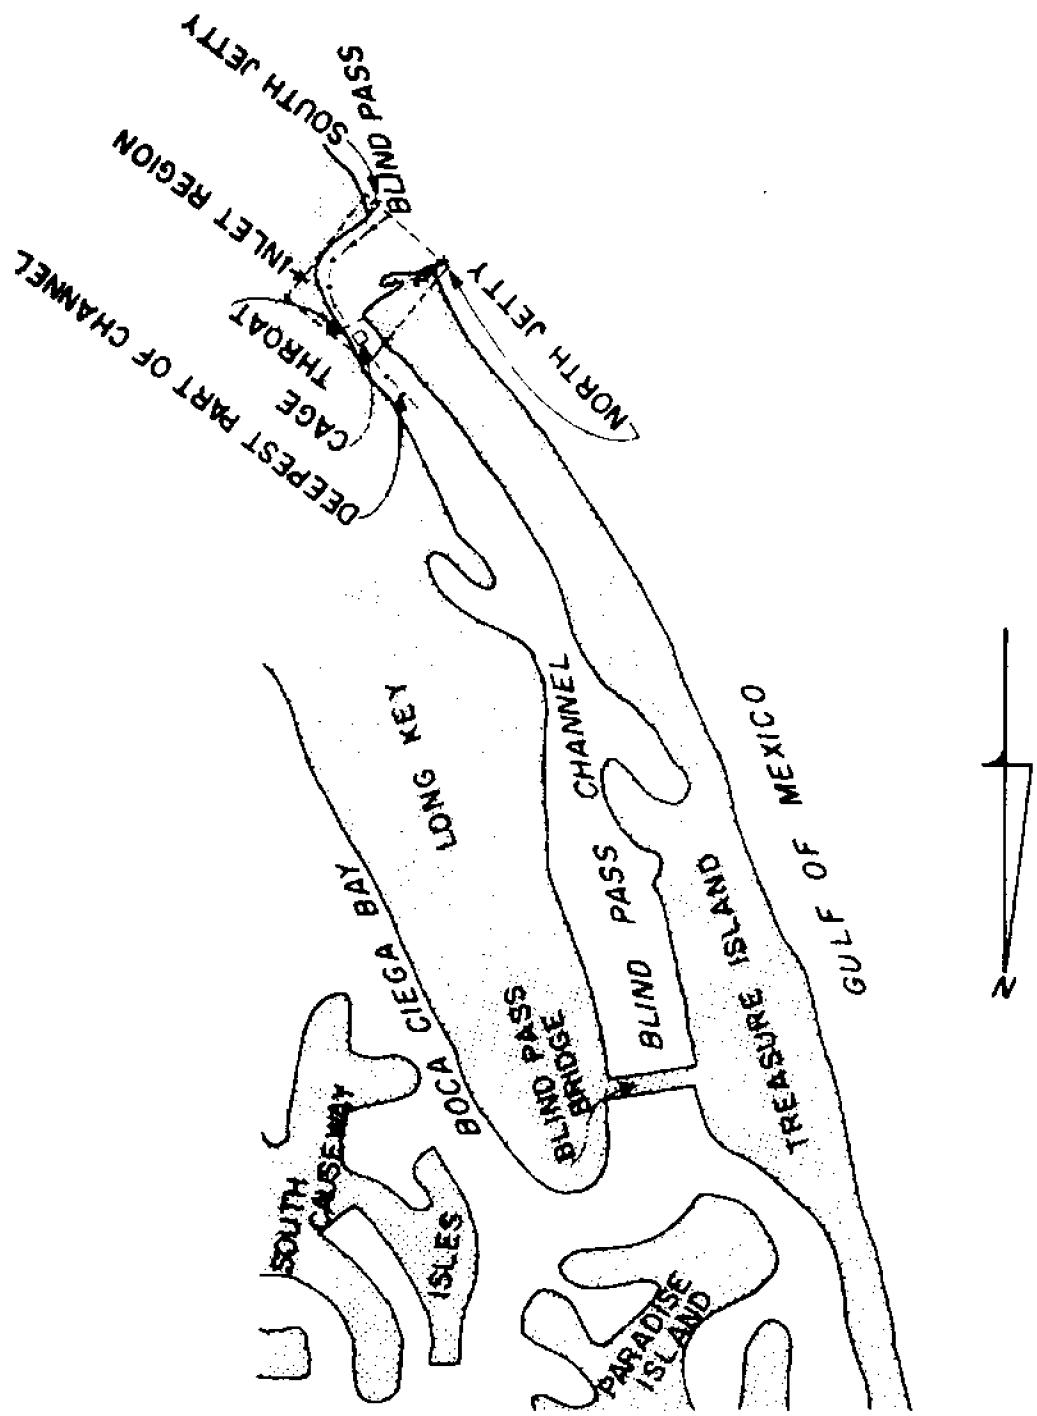 SOUTH JETTY
BLIND PASS
INLET REGION
THROAT
CAGE
DEEPEST PART OF CHANNEL
NORTH JETTY
LONG KEY
BLIND PASS CHANNEL
GULF OF MEXICO
TREASURE ISLAND
BOCA CIEGA BAY
BLIND PASS
BRIDGE
SOUTH
CAUSEWAY
ISLES
PARADISE
ISLAND
N